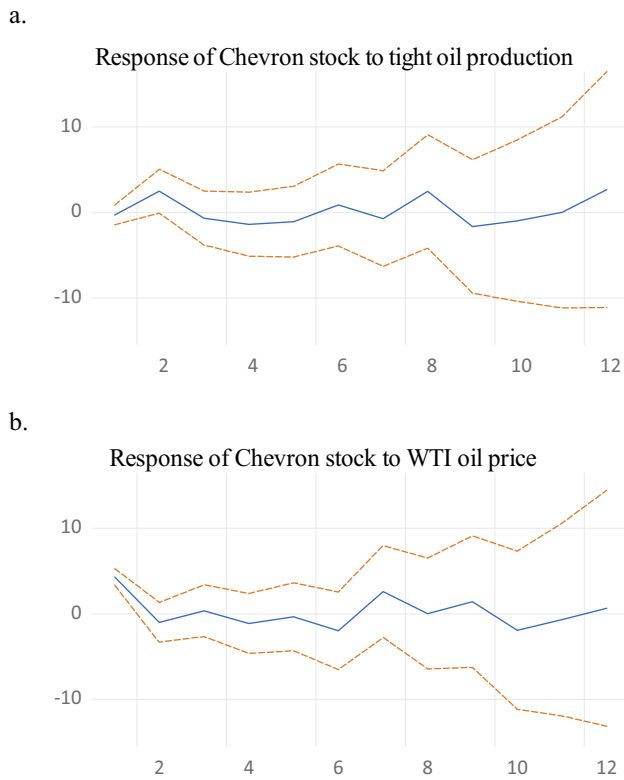 a.
Response of Chevron stock to tight oil production
10
0
-10
2 4 6 8 10 12
b.
Response of Chevron stock to WTI oil price
10
0
-10
2 4 6 8 10 12